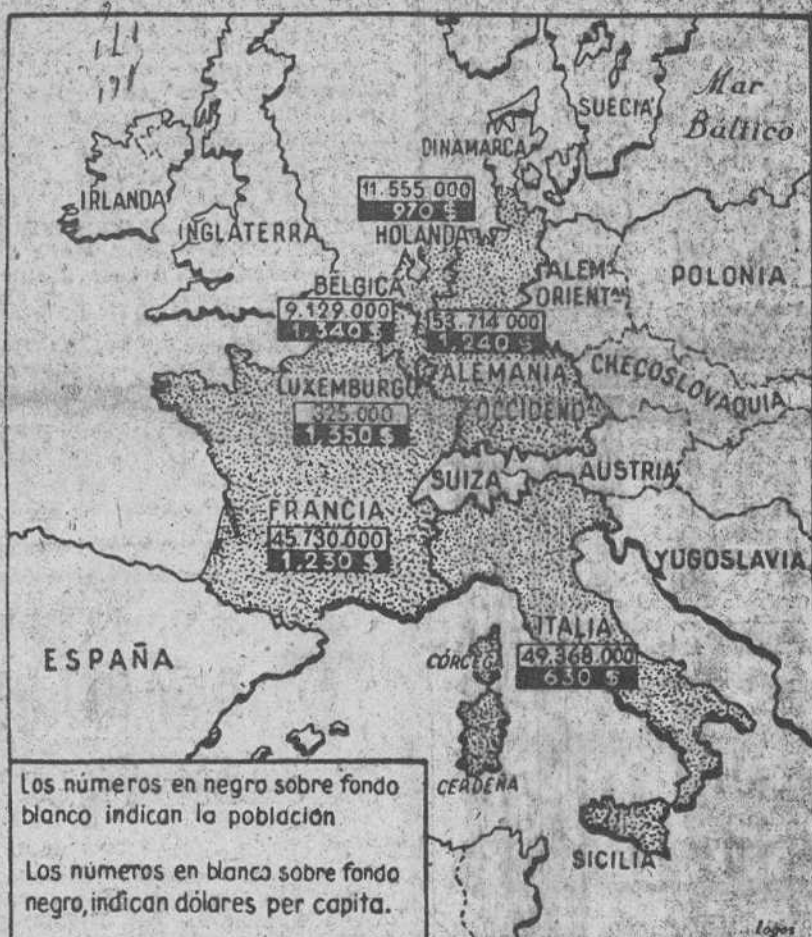 Mar
Báltico
SUECIA
DINAMARCA
IRLANDA
INGLATERRA
11.555.000
970 $
HOLANDA
ALEM.
ORIENT.
POLONIA
BÉLGICA
9.129.000
1.340 $
53.714.000
1.240 $
CHECOSLOVAQUIA
LUXEMBURGO
325.000
1.350 $
ALEMANIA
OCCIDEND
SUIZA
AUSTRIA
FRANCIA
45.730.000
1.230 $
YUGOSLAVIA
ESPAÑA
ITALIA
49.368.000
630 $
CÓRCEGA
CERDEÑA
SICILIA
Los números en negro sobre fondo
blanco indican la población
Los números en blanco sobre fondo
negro, indican dólares per capita.
Logos